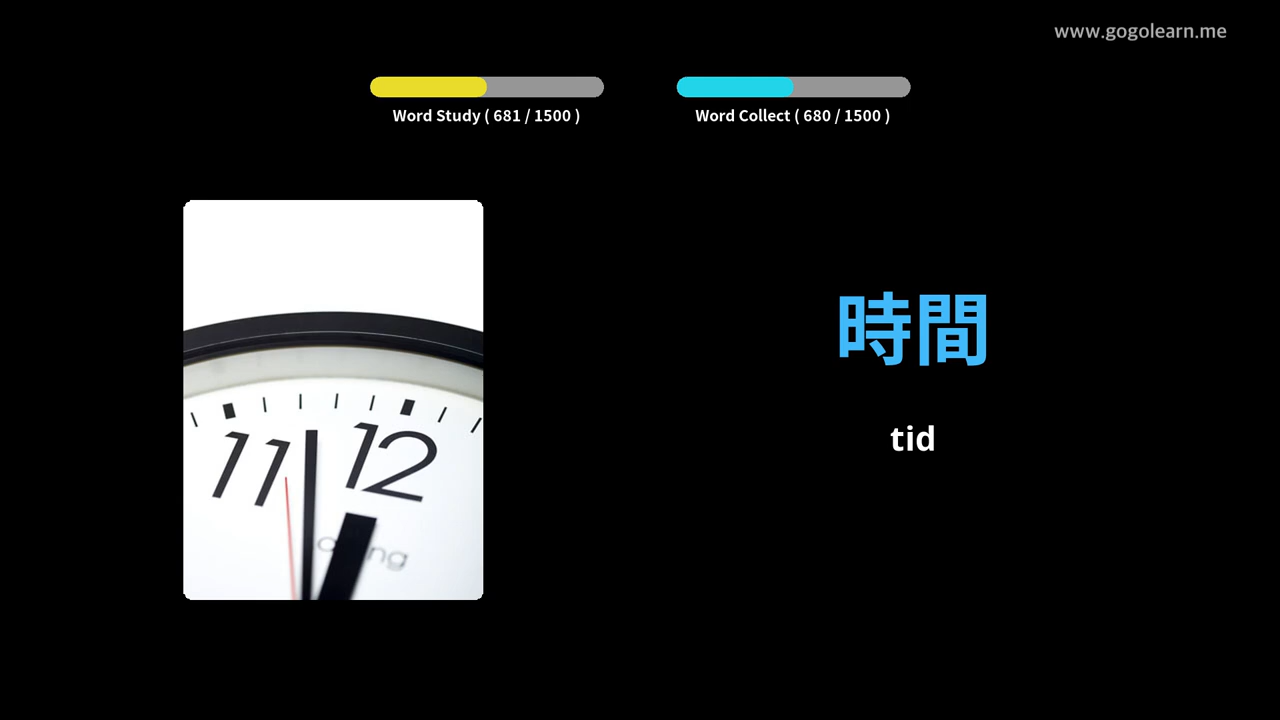 www.gogolearn.me
Word Study ( 681 / 1500 )
Word Collect ( 680 / 1500 )
11
12
時間
tid